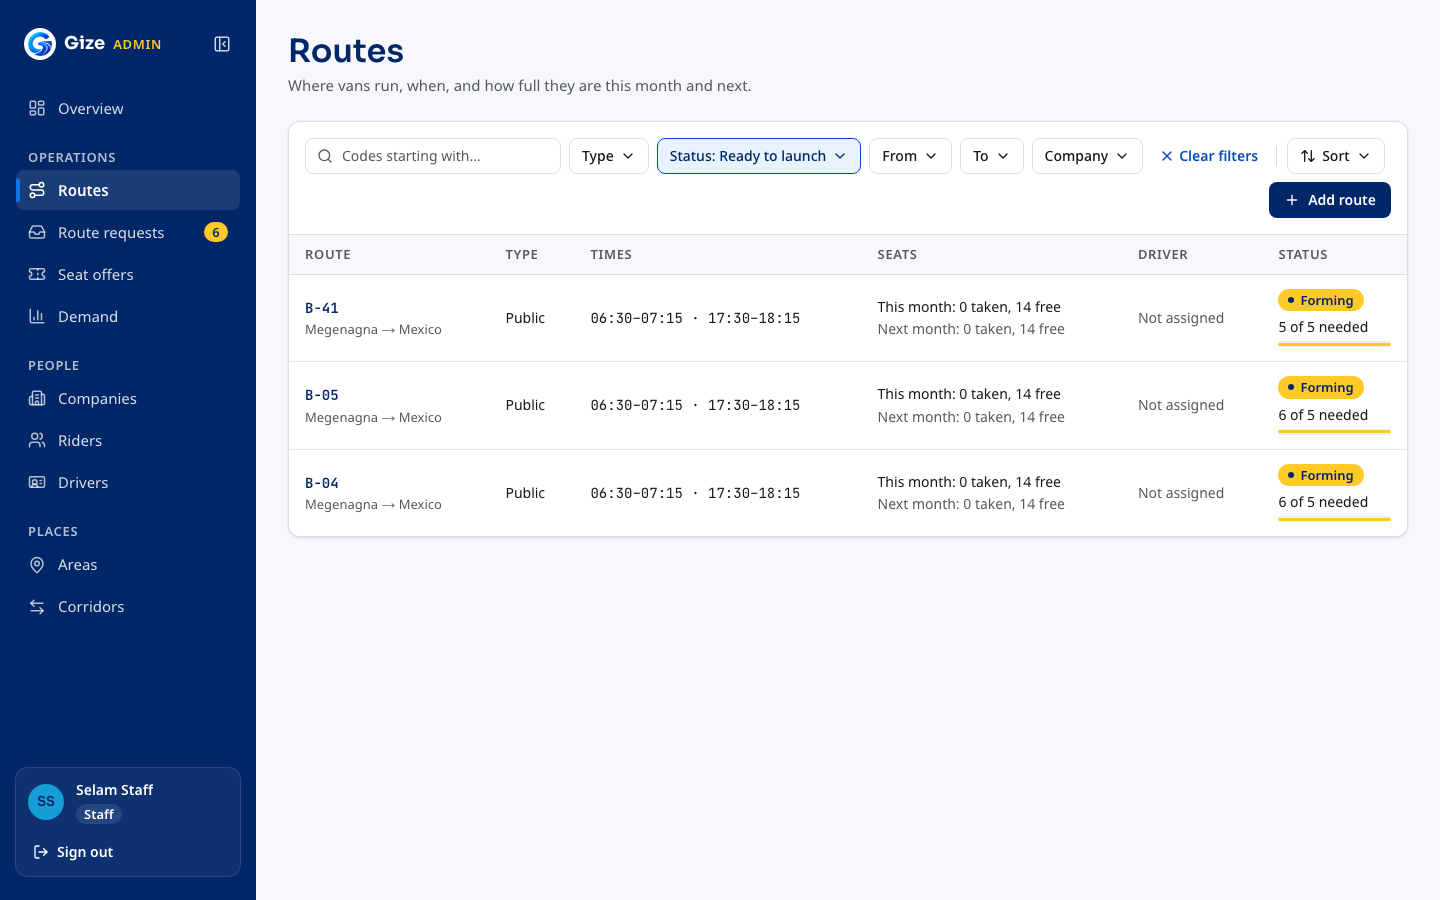 Gize ADMIN
Overview
OPERATIONS
Routes
Route requests 6
Seat offers
Demand
PEOPLE
Companies
Riders
Drivers
PLACES
Areas
Corridors
SS Selam Staff
Staff
Sign out
Routes
Where vans run, when, and how full they are this month and next.
Codes starting with... Type Status: Ready to launch From To Company Clear filters Sort
Add route
ROUTE TYPE TIMES SEATS DRIVER STATUS
B-41
Megenagna → Mexico
Public
06:30–07:15 · 17:30–18:15
This month: 0 taken, 14 free
Next month: 0 taken, 14 free
Not assigned
Forming
5 of 5 needed
B-05
Megenagna → Mexico
Public
06:30–07:15 · 17:30–18:15
This month: 0 taken, 14 free
Next month: 0 taken, 14 free
Not assigned
Forming
6 of 5 needed
B-04
Megenagna → Mexico
Public
06:30–07:15 · 17:30–18:15
This month: 0 taken, 14 free
Next month: 0 taken, 14 free
Not assigned
Forming
6 of 5 needed